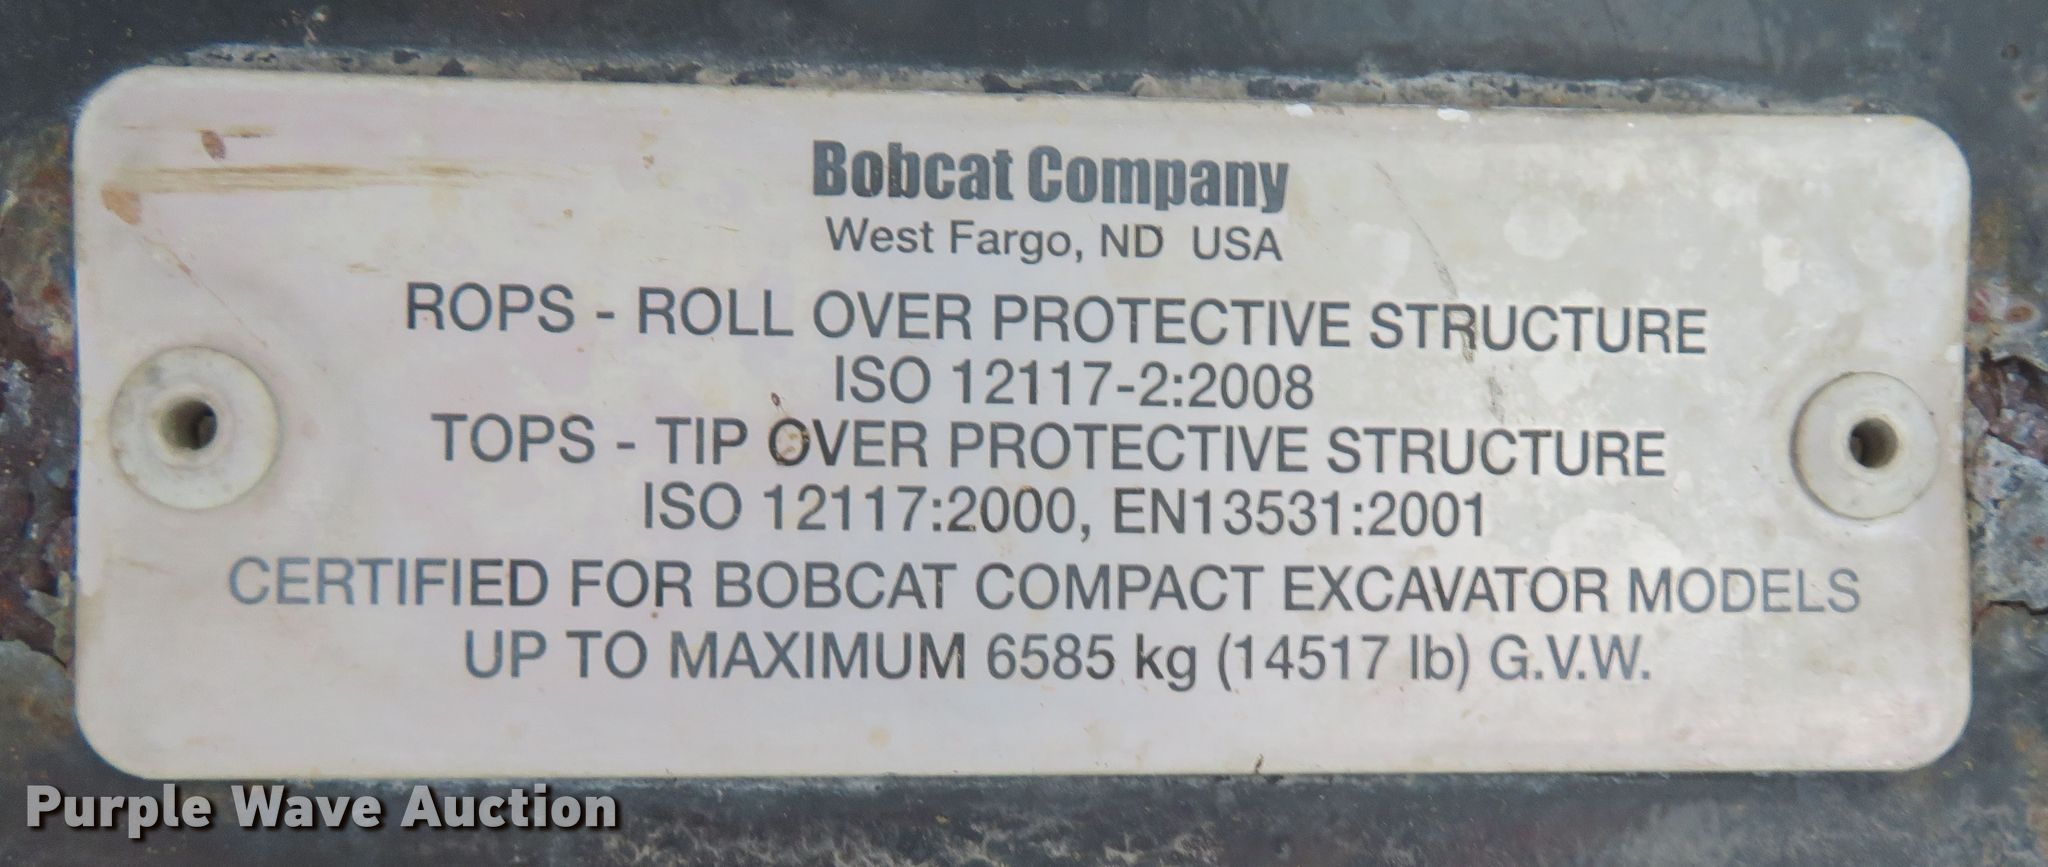 Bobcat Company
West Fargo, ND USA
ROPS - ROLL OVER PROTECTIVE STRUCTURE
ISO 12117-2:2008
TOPS - TIP OVER PROTECTIVE STRUCTURE
ISO 12117:2000, EN13531:2001
CERTIFIED FOR BOBCAT COMPACT EXCAVATOR MODELS
UP TO MAXIMUM 6585 kg (14517 lb) G.V.W.
Purple Wave Auction